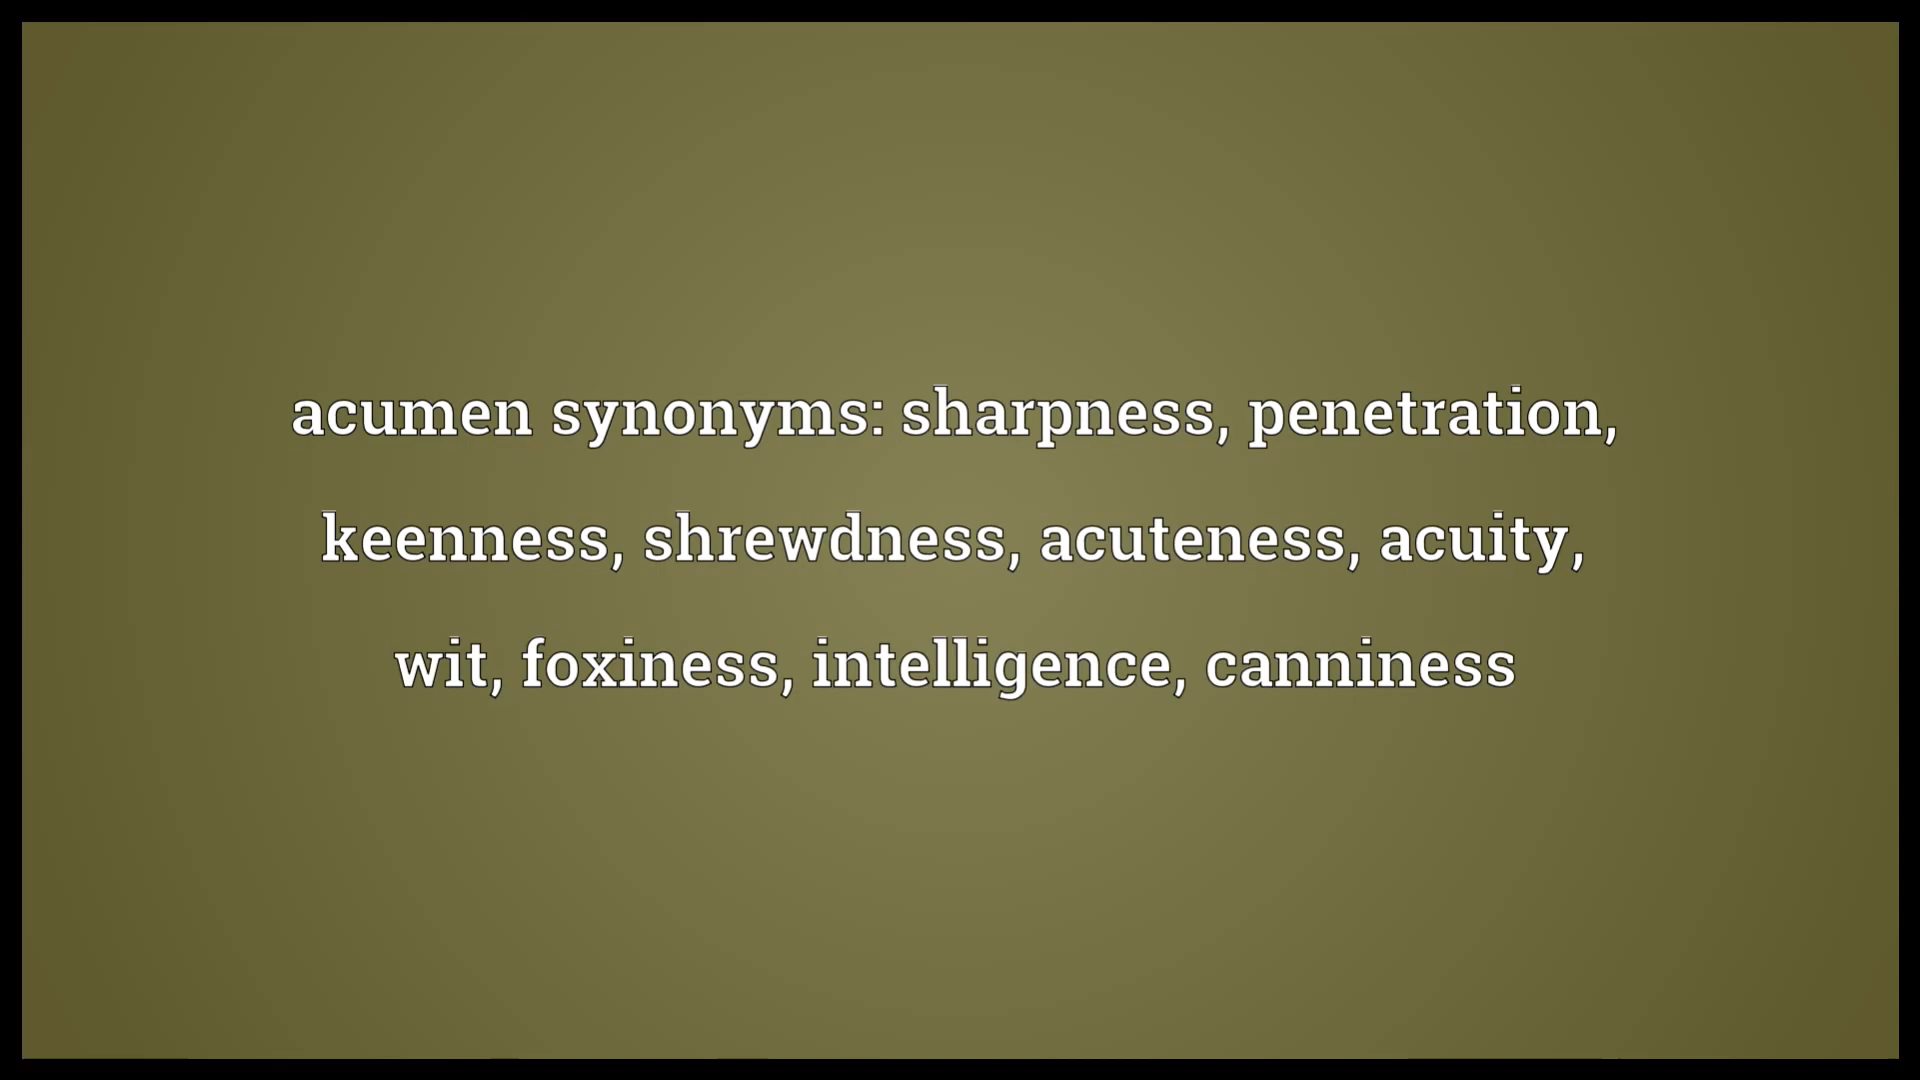 acumen synonyms: sharpness, penetration,
keenness, shrewdness, acuteness, acuity,
wit, foxiness, intelligence, canniness